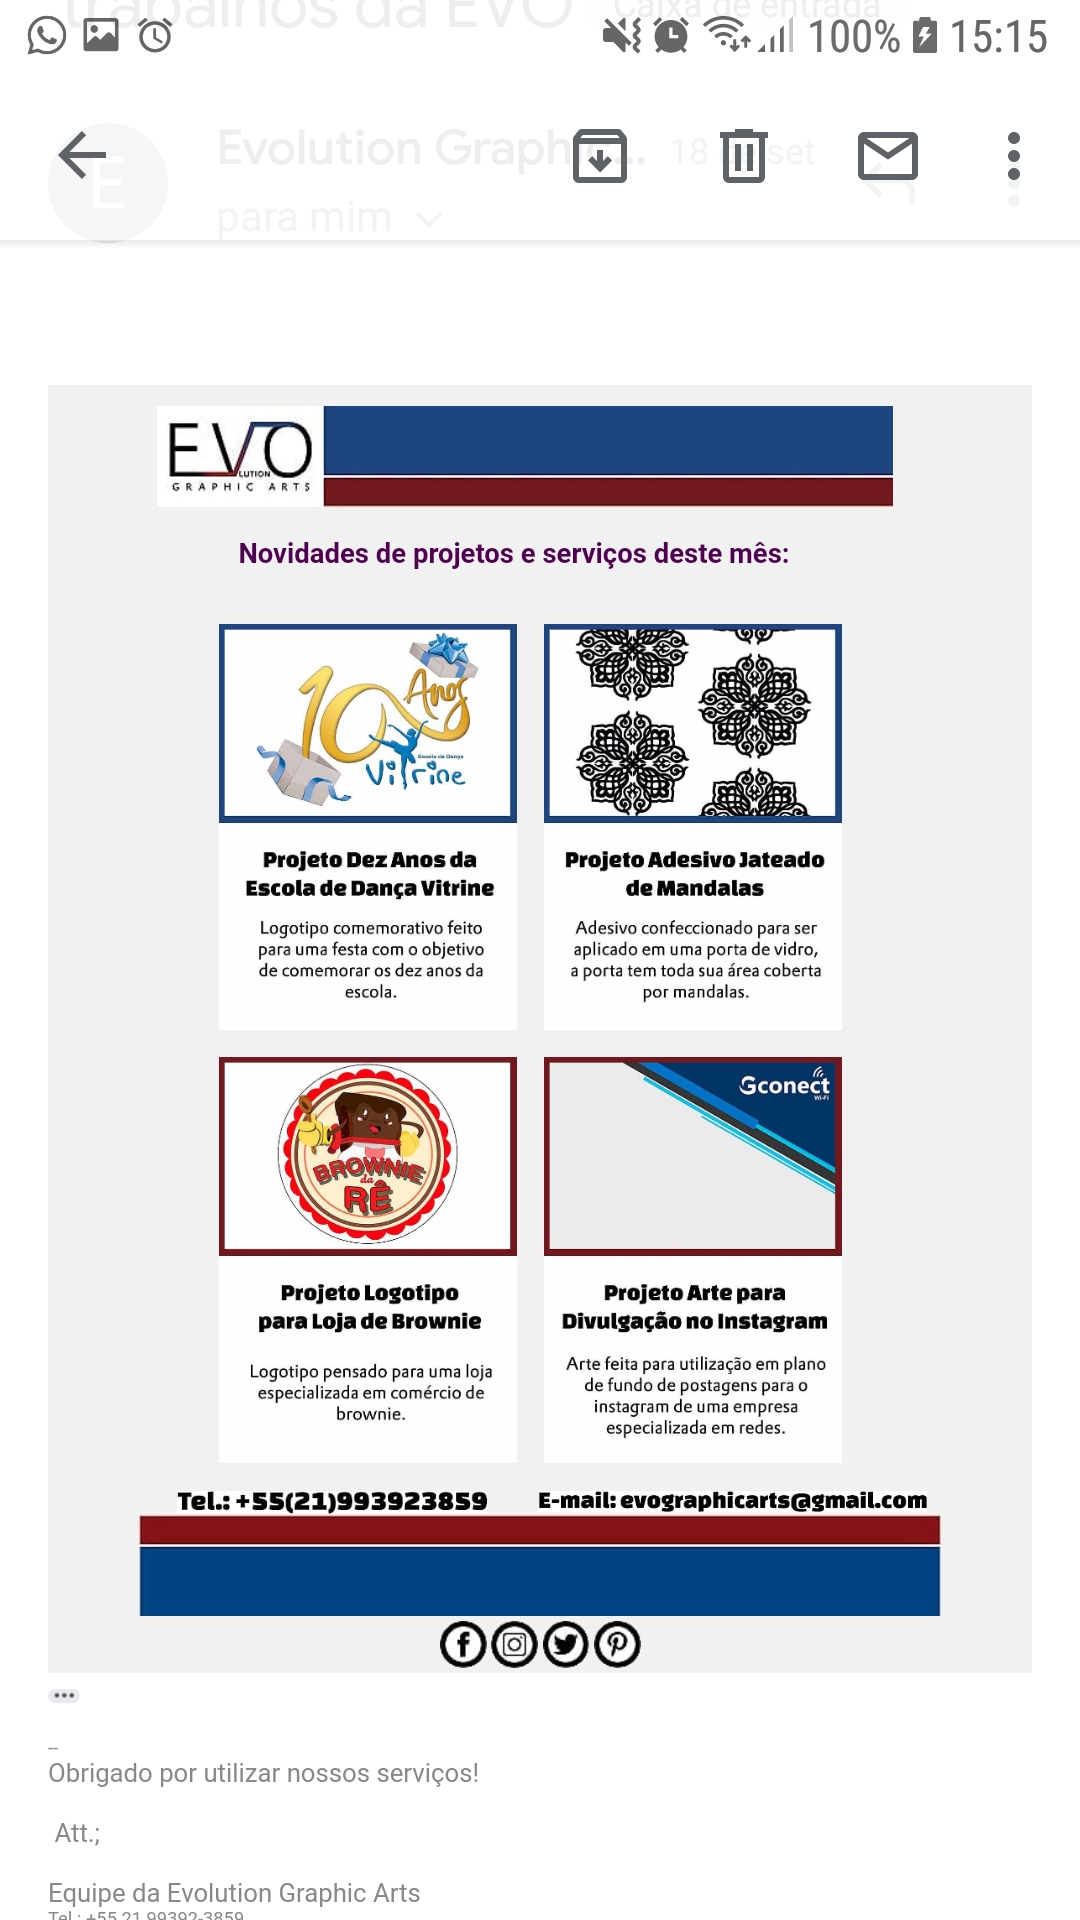 trabalhos da EVO Caixa de entrada
100% 15:15
E
Evolution Graphic... 18 de set
para mim
EVO
LUTION
GRAPHIC ARTS
Novidades de projetos e serviços deste mês:
10 Anos
Escola de Dança
Vitrine
Projeto Dez Anos da
Escola de Dança Vitrine
Logotipo comemorativo feito
para uma festa com o objetivo
de comemorar os dez anos da
escola.
Projeto Adesivo Jateado
de Mandalas
Adesivo confeccionado para ser
aplicado em uma porta de vidro,
a porta tem toda sua área coberta
por mandalas.
BROWNIE
da
RÊ
Projeto Logotipo
para Loja de Brownie
Logotipo pensado para uma loja
especializada em comércio de
brownie.
Gconect
Wi-Fi
Projeto Arte para
Divulgação no Instagram
Arte feita para utilização em plano
de fundo de postagens para o
instagram de uma empresa
especializada em redes.
Tel.: +55(21)993923859 E-mail: evographicarts@gmail.com
--
Obrigado por utilizar nossos serviços!
Att.;
Equipe da Evolution Graphic Arts
Tel.: +55 21 99392-3859